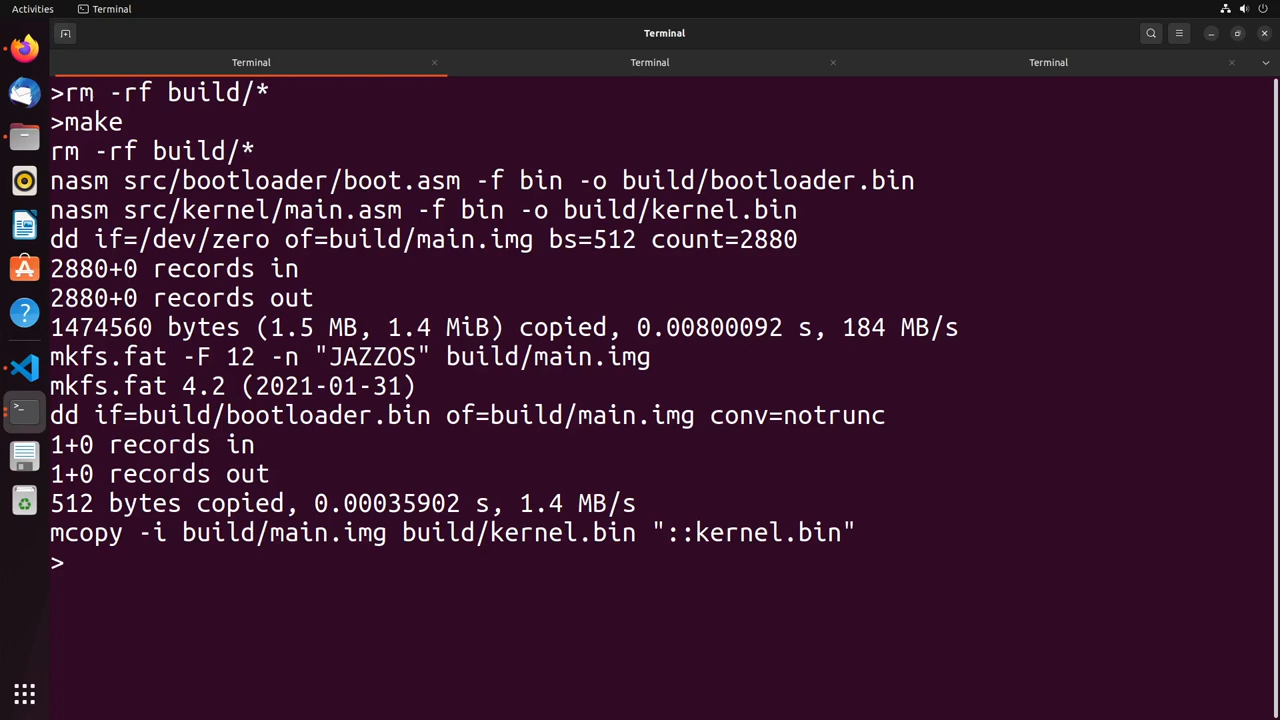 Activities
Terminal
Terminal
Terminal
Terminal
Terminal
>rm -rf build/*
>make
rm -rf build/*
nasm src/bootloader/boot.asm -f bin -o build/bootloader.bin
nasm src/kernel/main.asm -f bin -o build/kernel.bin
dd if=/dev/zero of=build/main.img bs=512 count=2880
2880+0 records in
2880+0 records out
1474560 bytes (1.5 MB, 1.4 MiB) copied, 0.00800092 s, 184 MB/s
mkfs.fat -F 12 -n "JAZZOS" build/main.img
mkfs.fat 4.2 (2021-01-31)
dd if=build/bootloader.bin of=build/main.img conv=notrunc
1+0 records in
1+0 records out
512 bytes copied, 0.00035902 s, 1.4 MB/s
mcopy -i build/main.img build/kernel.bin "::kernel.bin"
>